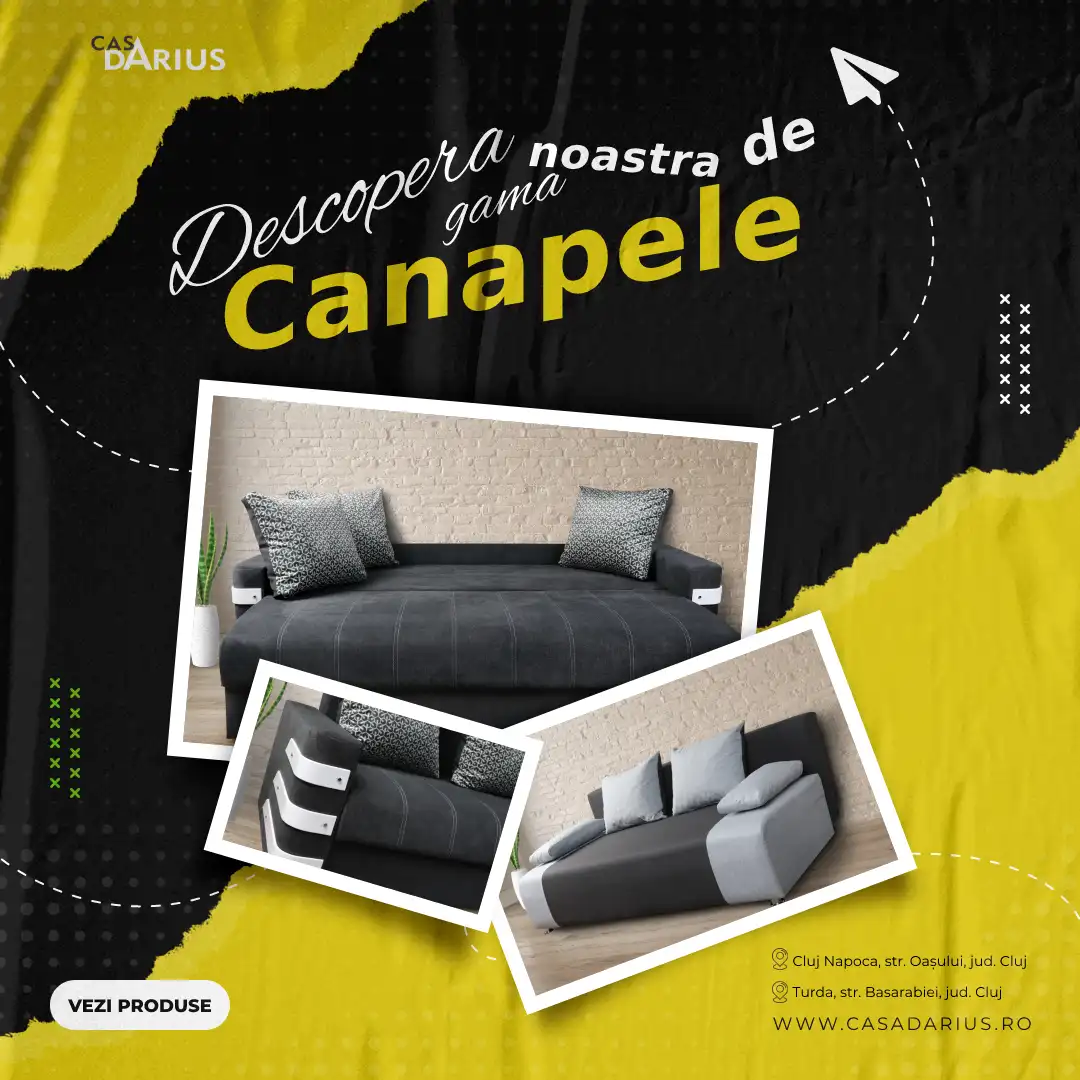 CASA
DARIUS
Descopera noastra de
gama
Canapele
VEZI PRODUSE
Cluj Napoca, str. Oașului, jud. Cluj
Turda, str. Basarabiei, jud. Cluj
WWW.CASADARIUS.RO